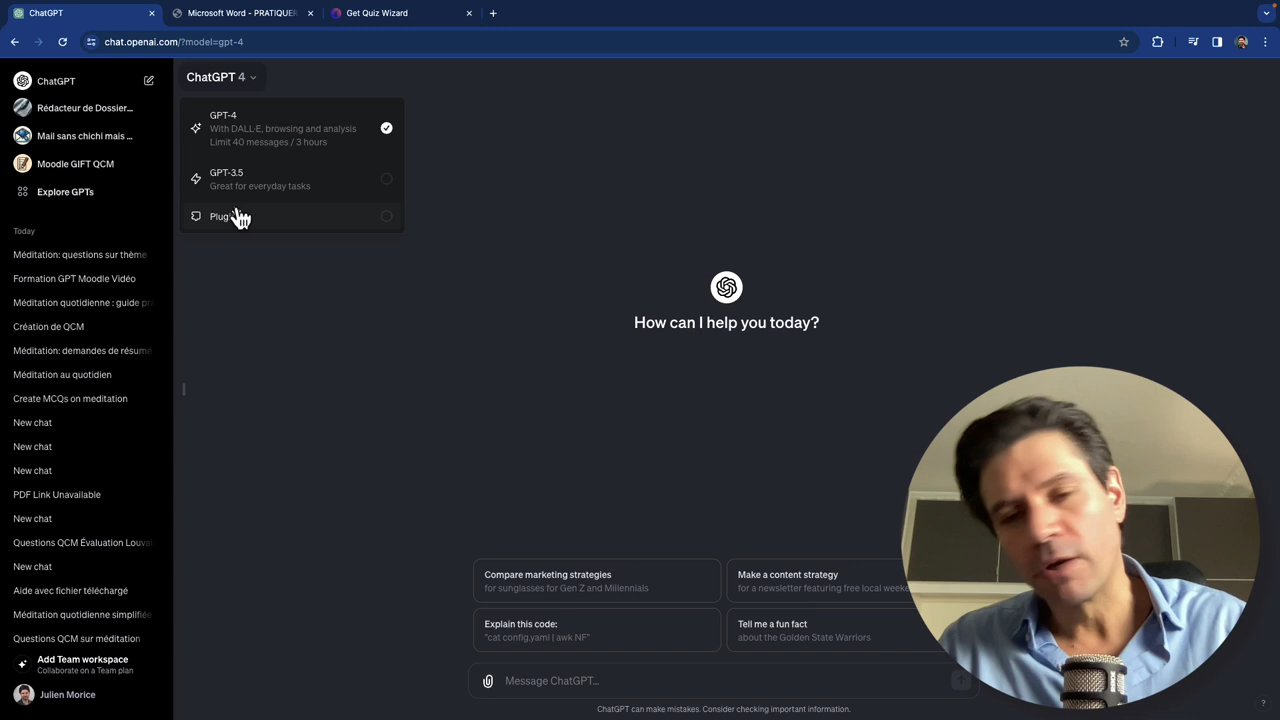 ChatGPT
Microsoft Word - PRATIQUER
Get Quiz Wizard
chat.openai.com/?model=gpt-4
ChatGPT
Rédacteur de Dossier...
Mail sans chichi mais ...
Moodle GIFT QCM
Explore GPTs
Today
Méditation: questions sur thème
Formation GPT Moodle Vidéo
Méditation quotidienne : guide pr
Création de QCM
Méditation: demandes de résumé
Méditation au quotidien
Create MCQs on meditation
New chat
New chat
New chat
PDF Link Unavailable
New chat
Questions QCM Évaluation Louva
New chat
Aide avec fichier téléchargé
Méditation quotidienne simplifiée
Questions QCM sur méditation
Add Team workspace
Collaborate on a Team plan
Julien Morice
ChatGPT 4
GPT-4
With DALL·E, browsing and analysis
Limit 40 messages / 3 hours
GPT-3.5
Great for everyday tasks
How can I help you today?
Compare marketing strategies
for sunglasses for Gen Z and Millennials
Make a content strategy
for a newsletter featuring free local weeke
Explain this code:
"cat config.yaml | awk NF"
Tell me a fun fact
about the Golden State Warriors
Message ChatGPT...
ChatGPT can make mistakes. Consider checking important information.
?